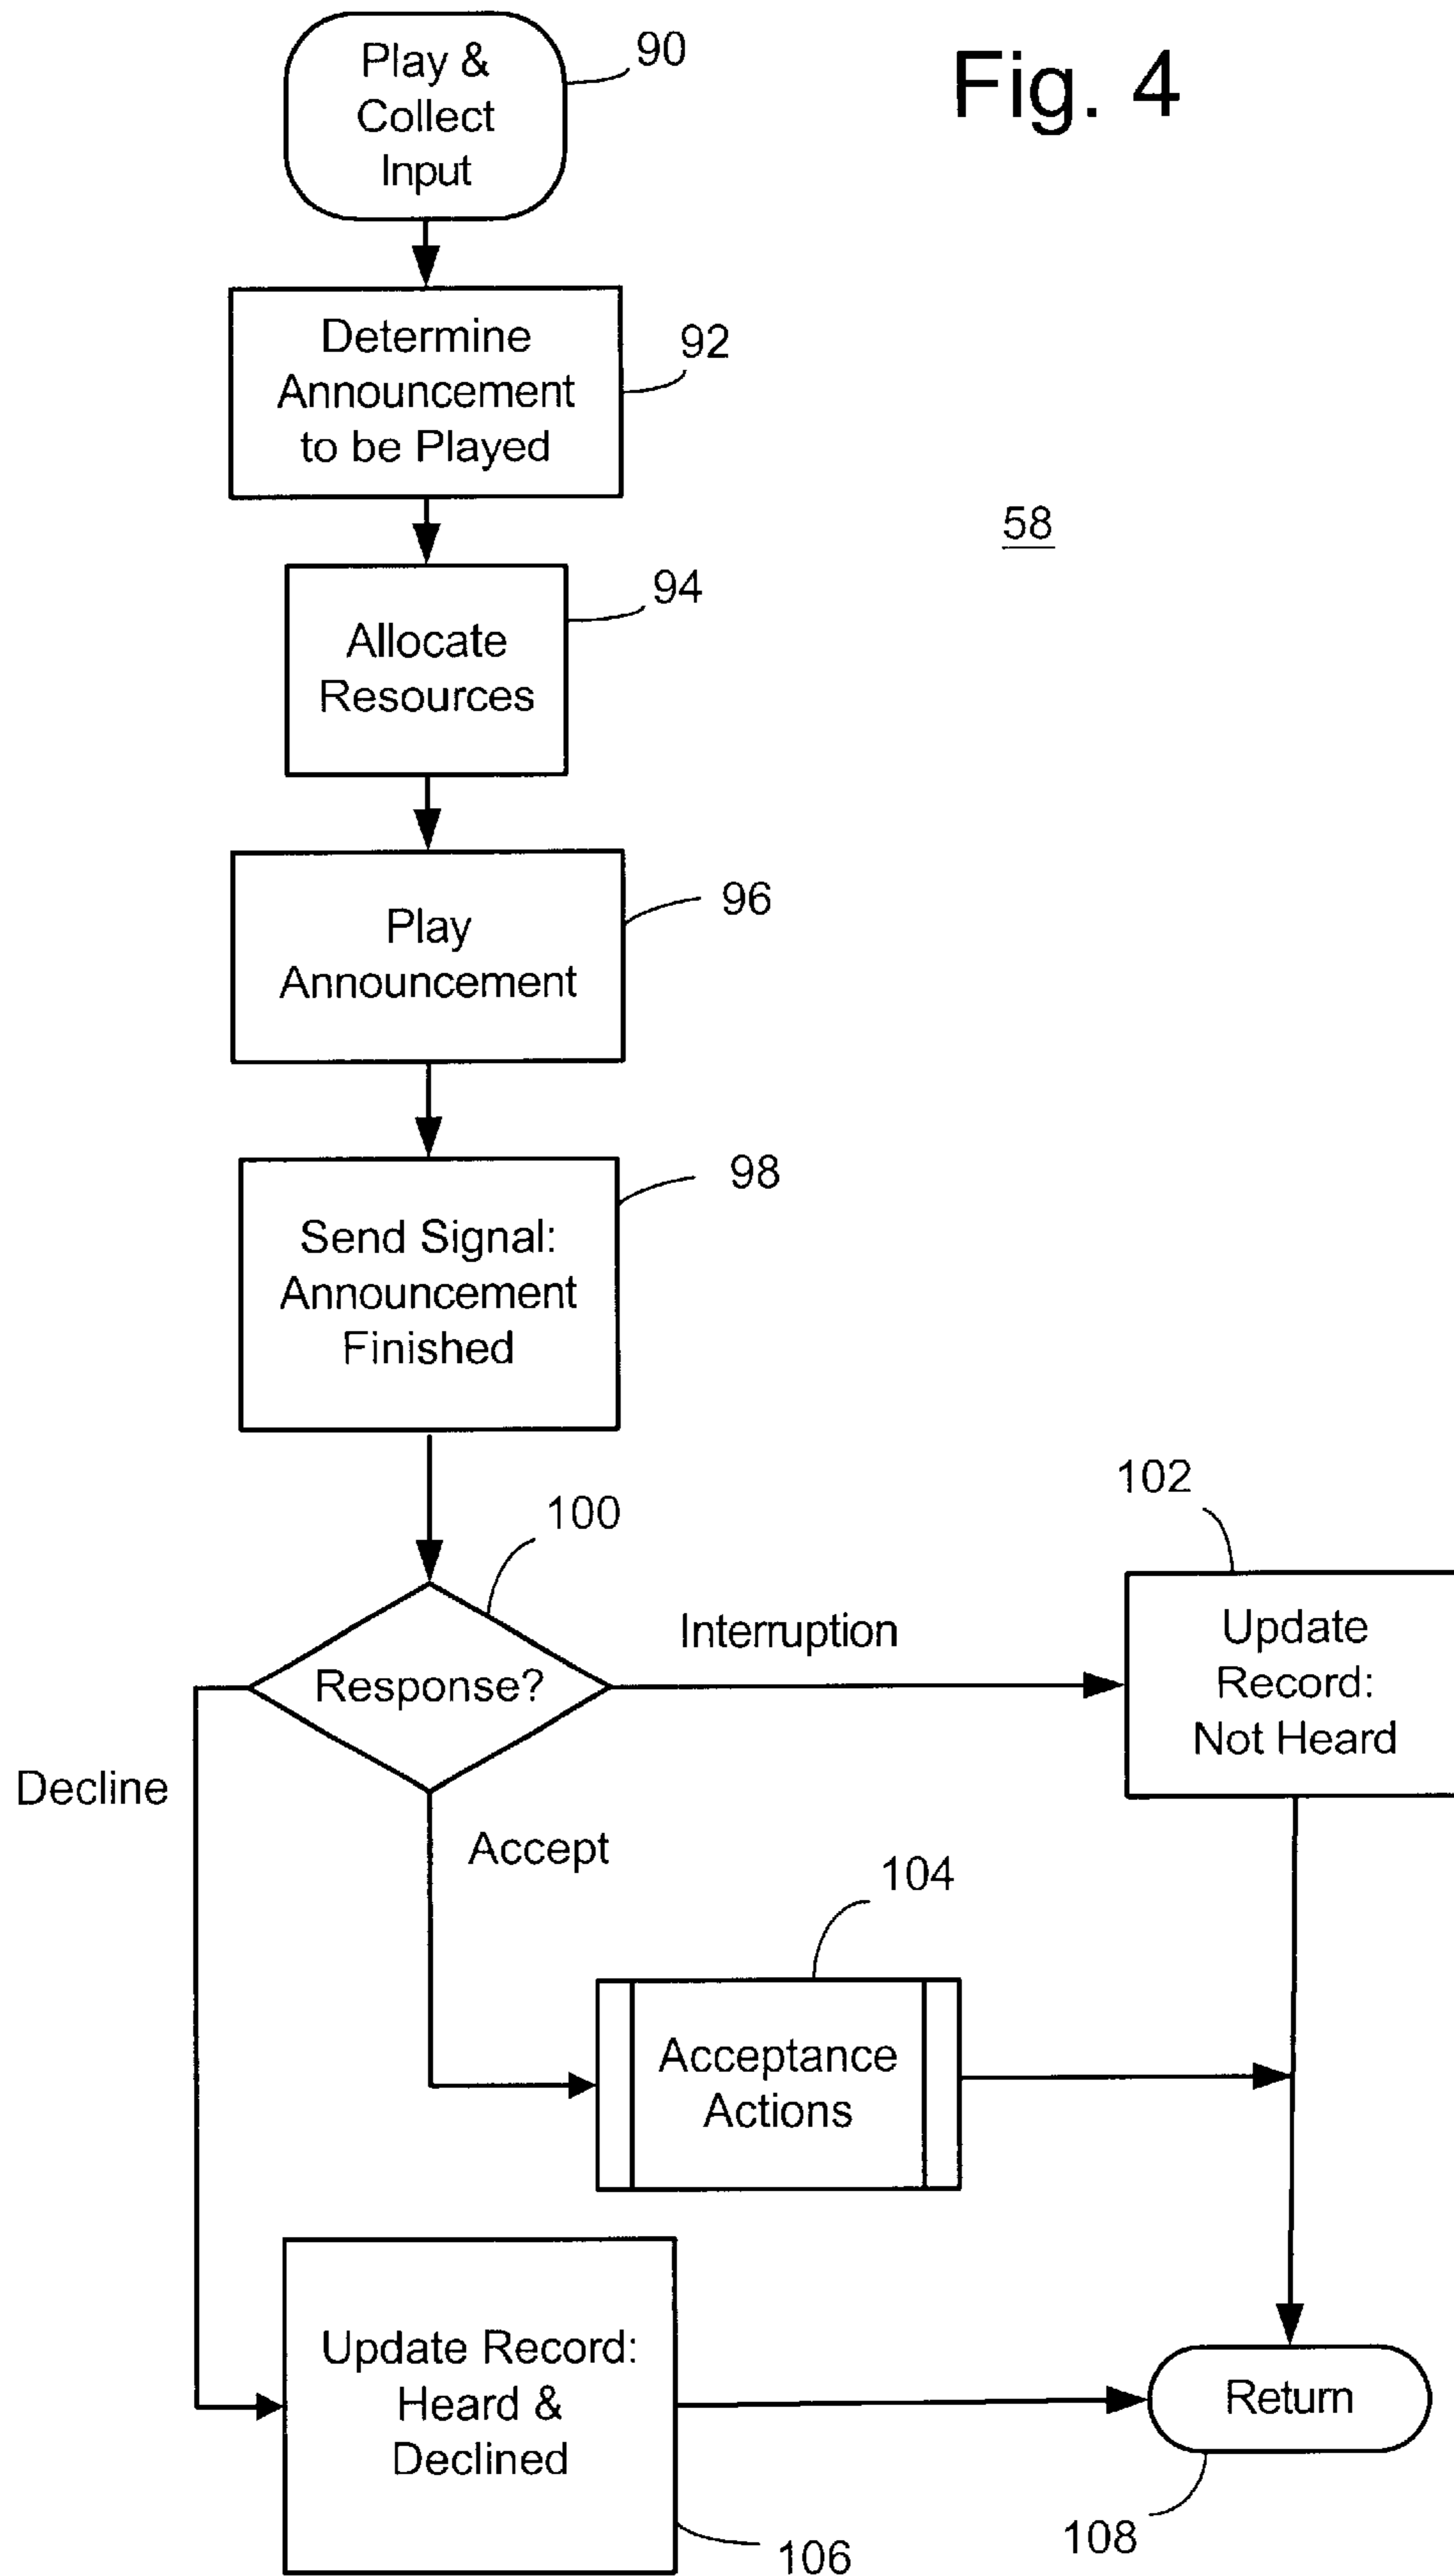 Fig. 4
Play &
Collect
Input
90
Determine
Announcement
to be Played
92
58
Allocate
Resources
94
Play
Announcement
96
Send Signal:
Announcement
Finished
98
Response?
100
Interruption
Update
Record:
Not Heard
102
Decline
Accept
Acceptance
Actions
104
Update Record:
Heard &
Declined
106
Return
108